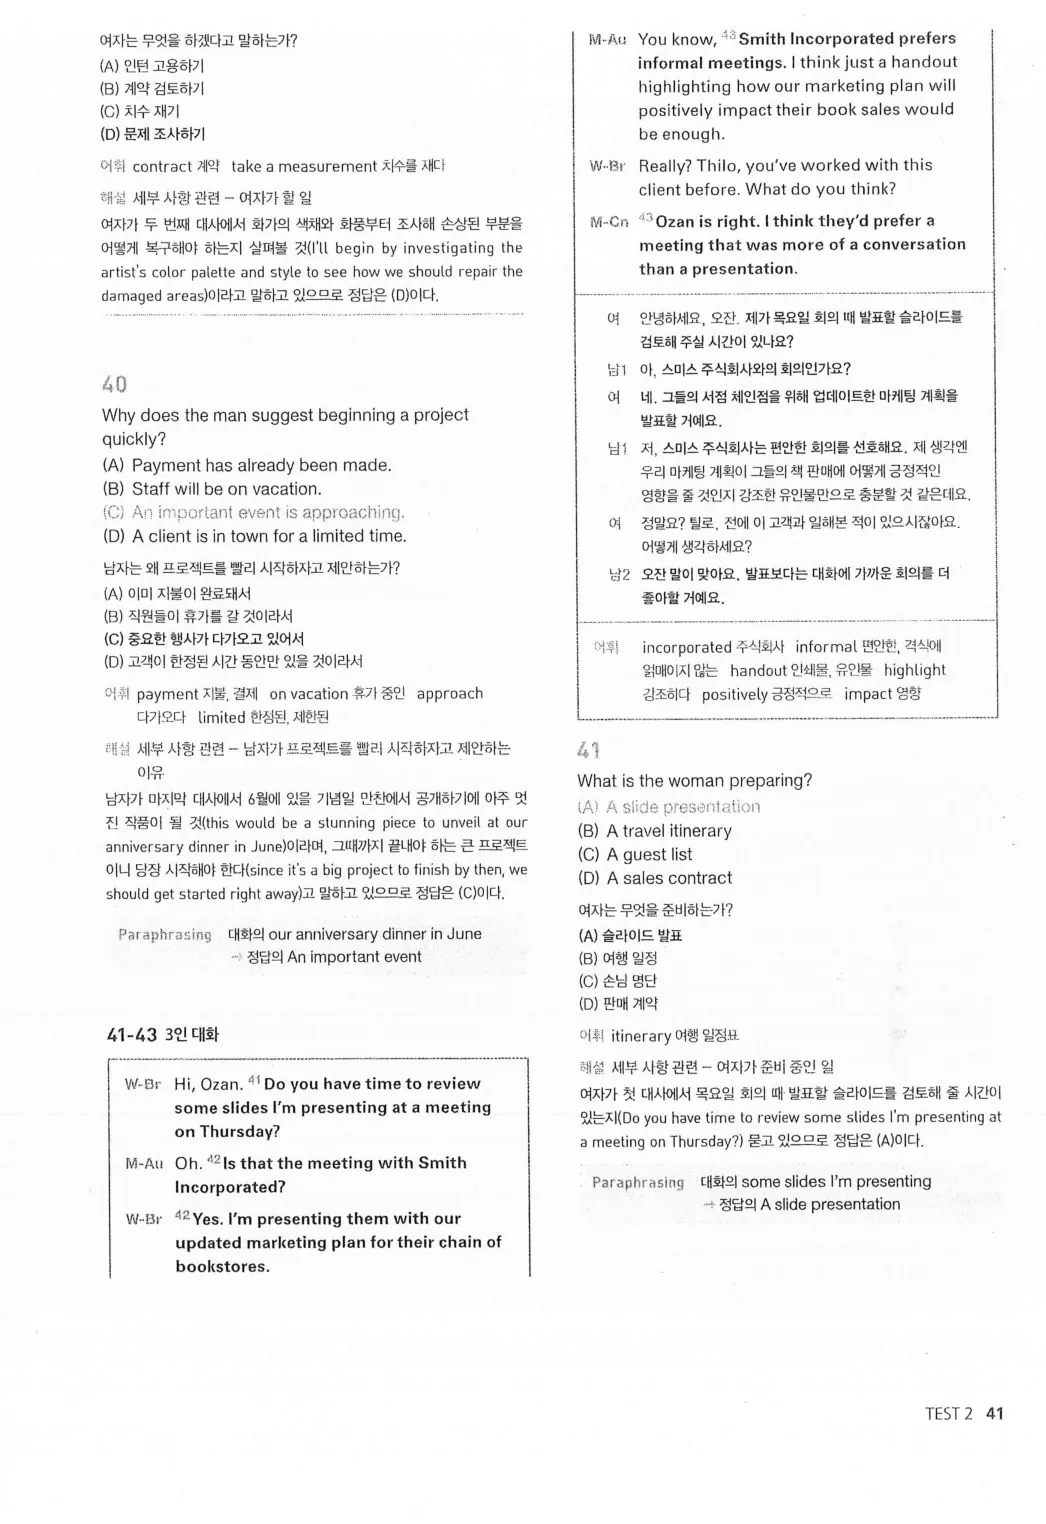 여자는 무엇을 하겠다고 말하는가?
(A) 인턴 고용하기
(B) 계약 검토하기
(C) 치수 재기
(D) 문제 조사하기
어휘 contract 계약 take a measurement 치수를 재다
해설 세부 사항 관련 – 여자가 할 일
여자가 두 번째 대사에서 화가의 색채와 화풍부터 조사해 손상된 부분을
어떻게 복구해야 하는지 살펴볼 것(I'll begin by investigating the
artist's color palette and style to see how we should repair the
damaged areas)이라고 말하고 있으므로 정답은 (D)이다.
40
Why does the man suggest beginning a project
quickly?
(A) Payment has already been made.
(B) Staff will be on vacation.
(C) An important event is approaching.
(D) A client is in town for a limited time.
남자는 왜 프로젝트를 빨리 시작하자고 제안하는가?
(A) 이미 지불이 완료돼서
(B) 직원들이 휴가를 갈 것이라서
(C) 중요한 행사가 다가오고 있어서
(D) 고객이 한정된 시간 동안만 있을 것이라서
어휘 payment 지불, 결제 on vacation 휴가 중인 approach
다가오다 limited 한정된, 제한된
해설 세부 사항 관련 – 남자가 프로젝트를 빨리 시작하자고 제안하는
이유
남자가 마지막 대사에서 6월에 있을 기념일 만찬에서 공개하기에 아주 멋
진 작품이 될 것(this would be a stunning piece to unveil at our
anniversary dinner in June)이라며, 그때까지 끝내야 하는 큰 프로젝트
이니 당장 시작해야 한다(since it's a big project to finish by then, we
should get started right away)고 말하고 있으므로 정답은 (C)이다.
Paraphrasing 대화의 our anniversary dinner in June
→ 정답의 An important event
41-43 3인 대화
W-Br Hi, Ozan. 41 Do you have time to review
some slides I'm presenting at a meeting
on Thursday?
M-Au Oh. 42 Is that the meeting with Smith
Incorporated?
W-Br 42 Yes. I'm presenting them with our
updated marketing plan for their chain of
bookstores.
M-Au You know, 43 Smith Incorporated prefers
informal meetings. I think just a handout
highlighting how our marketing plan will
positively impact their book sales would
be enough.
W-Br Really? Thilo, you've worked with this
client before. What do you think?
M-Cn 43 Ozan is right. I think they'd prefer a
meeting that was more of a conversation
than a presentation.
여 안녕하세요, 오잔. 제가 목요일 회의 때 발표할 슬라이드를
검토해 주실 시간이 있나요?
남1 아, 스미스 주식회사와의 회의인가요?
여 네. 그들의 서점 체인점을 위해 업데이트한 마케팅 계획을
발표할 거예요.
남1 저, 스미스 주식회사는 편안한 회의를 선호해요. 제 생각엔
우리 마케팅 계획이 그들의 책 판매에 어떻게 긍정적인
영향을 줄 것인지 강조한 유인물만으로 충분할 것 같은데요.
여 정말요? 틸로, 전에 이 고객과 일해본 적이 있으시잖아요.
어떻게 생각하세요?
남2 오잔 말이 맞아요. 발표보다는 대화에 가까운 회의를 더
좋아할 거예요.
어휘 incorporated 주식회사 informal 편안한, 격식에
얽매이지 않는 handout 인쇄물, 유인물 highlight
강조하다 positively 긍정적으로 impact 영향
41
What is the woman preparing?
(A) A slide presentation
(B) A travel itinerary
(C) A guest list
(D) A sales contract
여자는 무엇을 준비하는가?
(A) 슬라이드 발표
(B) 여행 일정
(C) 손님 명단
(D) 판매 계약
어휘 itinerary 여행 일정표
해설 세부 사항 관련 – 여자가 준비 중인 일
여자가 첫 대사에서 목요일 회의 때 발표할 슬라이드를 검토해 줄 시간이
있는지(Do you have time to review some slides I'm presenting at
a meeting on Thursday?) 묻고 있으므로 정답은 (A)이다.
Paraphrasing 대화의 some slides I'm presenting
→ 정답의 A slide presentation
TEST 2 41